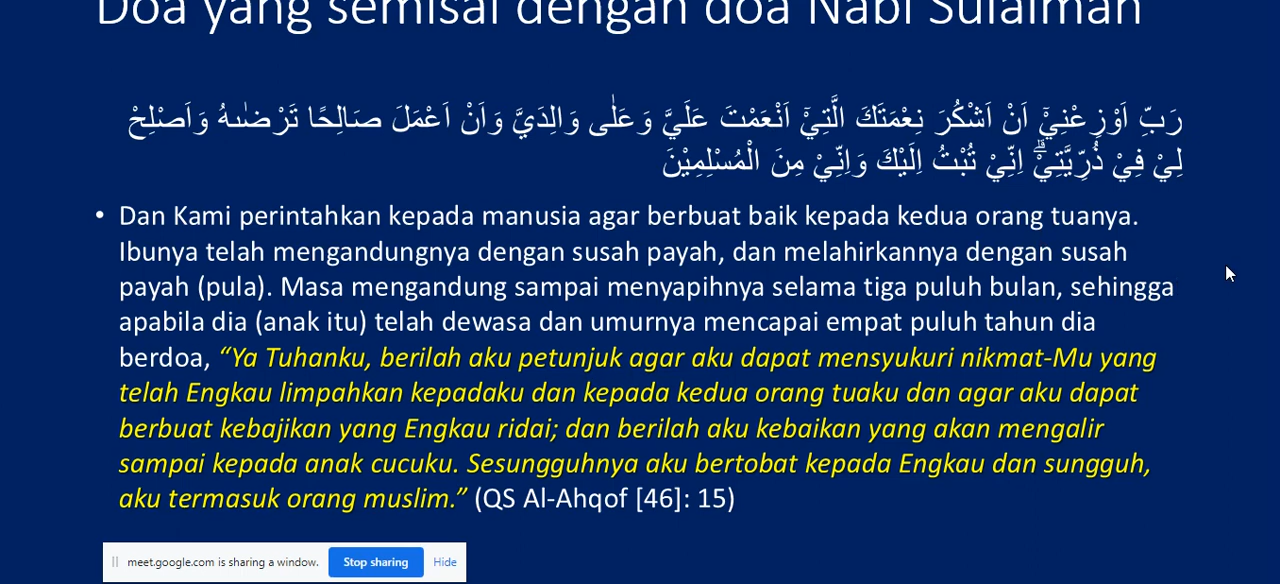 Doa yang semisal dengan doa Nabi Sulaiman
رَبِّ اَوْزِعْنِيْٓ اَنْ اَشْكُرَ نِعْمَتَكَ الَّتِيْٓ اَنْعَمْتَ عَلَيَّ وَعَلٰى وَالِدَيَّ وَاَنْ اَعْمَلَ صَالِحًا تَرْضٰىهُ وَاَصْلِحْ
لِيْ فِيْ ذُرِّيَّتِيْۗ اِنِّيْ تُبْتُ اِلَيْكَ وَاِنِّيْ مِنَ الْمُسْلِمِيْنَ
• Dan Kami perintahkan kepada manusia agar berbuat baik kepada kedua orang tuanya.
Ibunya telah mengandungnya dengan susah payah, dan melahirkannya dengan susah
payah (pula). Masa mengandung sampai menyapihnya selama tiga puluh bulan, sehingga
apabila dia (anak itu) telah dewasa dan umurnya mencapai empat puluh tahun dia
berdoa, “Ya Tuhanku, berilah aku petunjuk agar aku dapat mensyukuri nikmat-Mu yang
telah Engkau limpahkan kepadaku dan kepada kedua orang tuaku dan agar aku dapat
berbuat kebajikan yang Engkau ridai; dan berilah aku kebaikan yang akan mengalir
sampai kepada anak cucuku. Sesungguhnya aku bertobat kepada Engkau dan sungguh,
aku termasuk orang muslim.” (QS Al-Ahqof [46]: 15)
meet.google.com is sharing a window. Stop sharing Hide